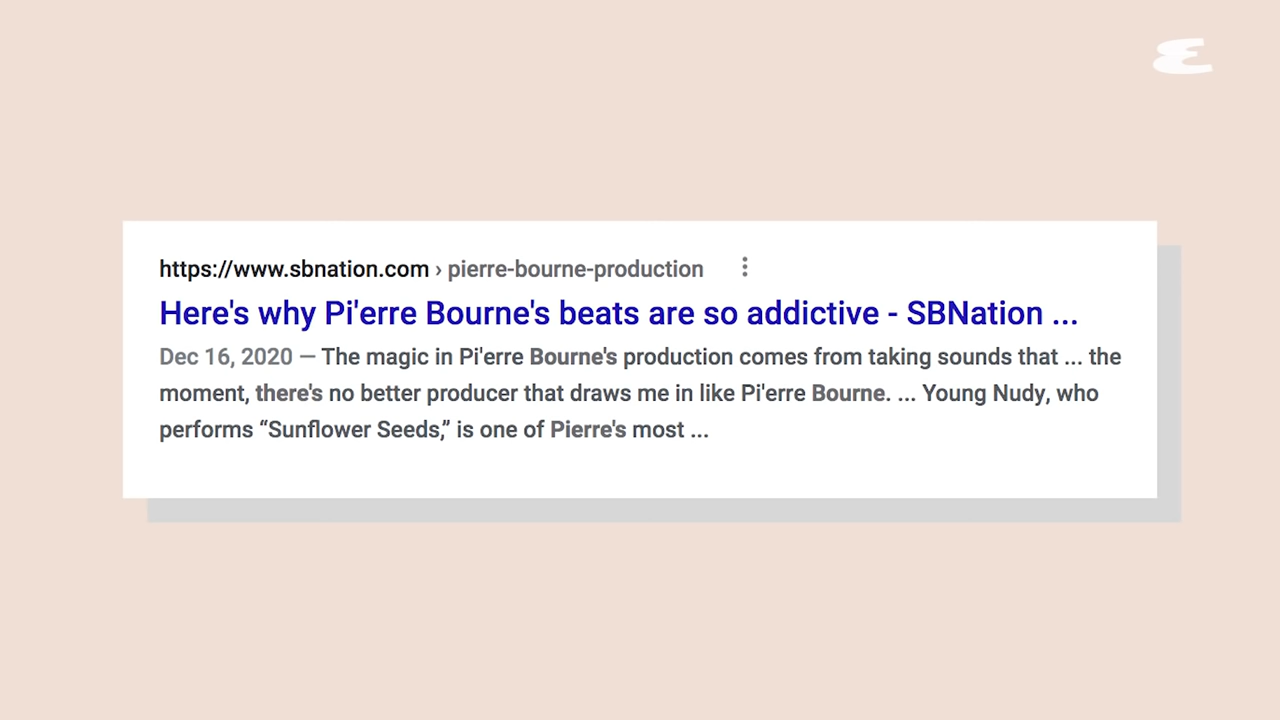 https://www.sbnation.com › pierre-bourne-production
Here's why Pi'erre Bourne's beats are so addictive - SBNation ...
Dec 16, 2020 — The magic in Pi'erre Bourne's production comes from taking sounds that ... the
moment, there's no better producer that draws me in like Pi'erre Bourne. ... Young Nudy, who
performs “Sunflower Seeds,” is one of Pierre's most ...